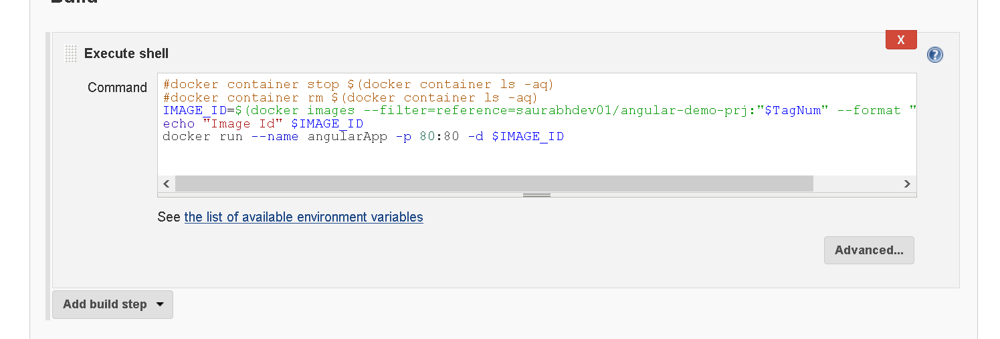 Build
X
Execute shell
?
Command
#docker container stop $(docker container ls -aq)
#docker container rm $(docker container ls -aq)
IMAGE_ID=$(docker images --filter=reference=saurabhdev01/angular-demo-prj:"$TagNum" --format "
echo "Image Id" $IMAGE_ID
docker run --name angularApp -p 80:80 -d $IMAGE_ID
See the list of available environment variables
Advanced...
Add build step